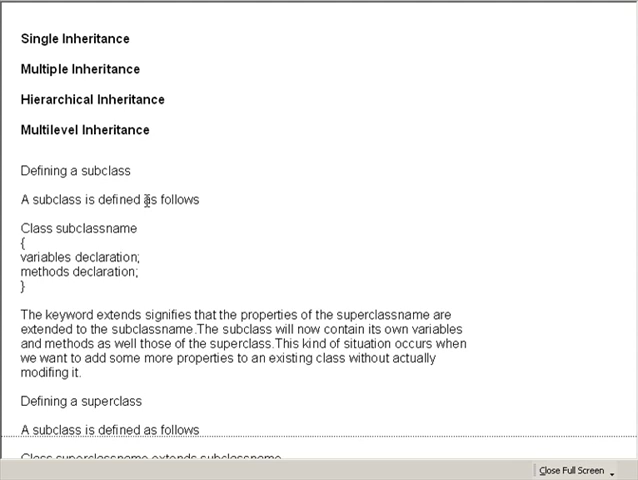 Single Inheritance
Multiple Inheritance
Hierarchical Inheritance
Multilevel Inheritance
Defining a subclass
A subclass is defined as follows
Class subclassname
{
variables declaration;
methods declaration;
}
The keyword extends signifies that the properties of the superclassname are
extended to the subclassname.The subclass will now contain its own variables
and methods as well those of the superclass.This kind of situation occurs when
we want to add some more properties to an existing class without actually
modifing it.
Defining a superclass
A subclass is defined as follows
Class superclassname extends subclassname
Close Full Screen